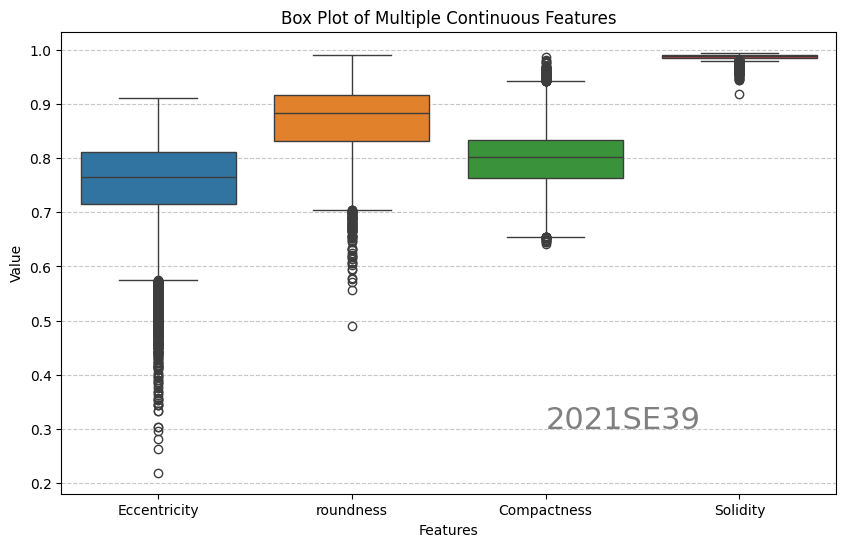 Box Plot of Multiple Continuous Features
Value
1.0
0.9
0.8
0.7
0.6
0.5
0.4
0.3
0.2
2021SE39
Eccentricity
roundness
Compactness
Solidity
Features